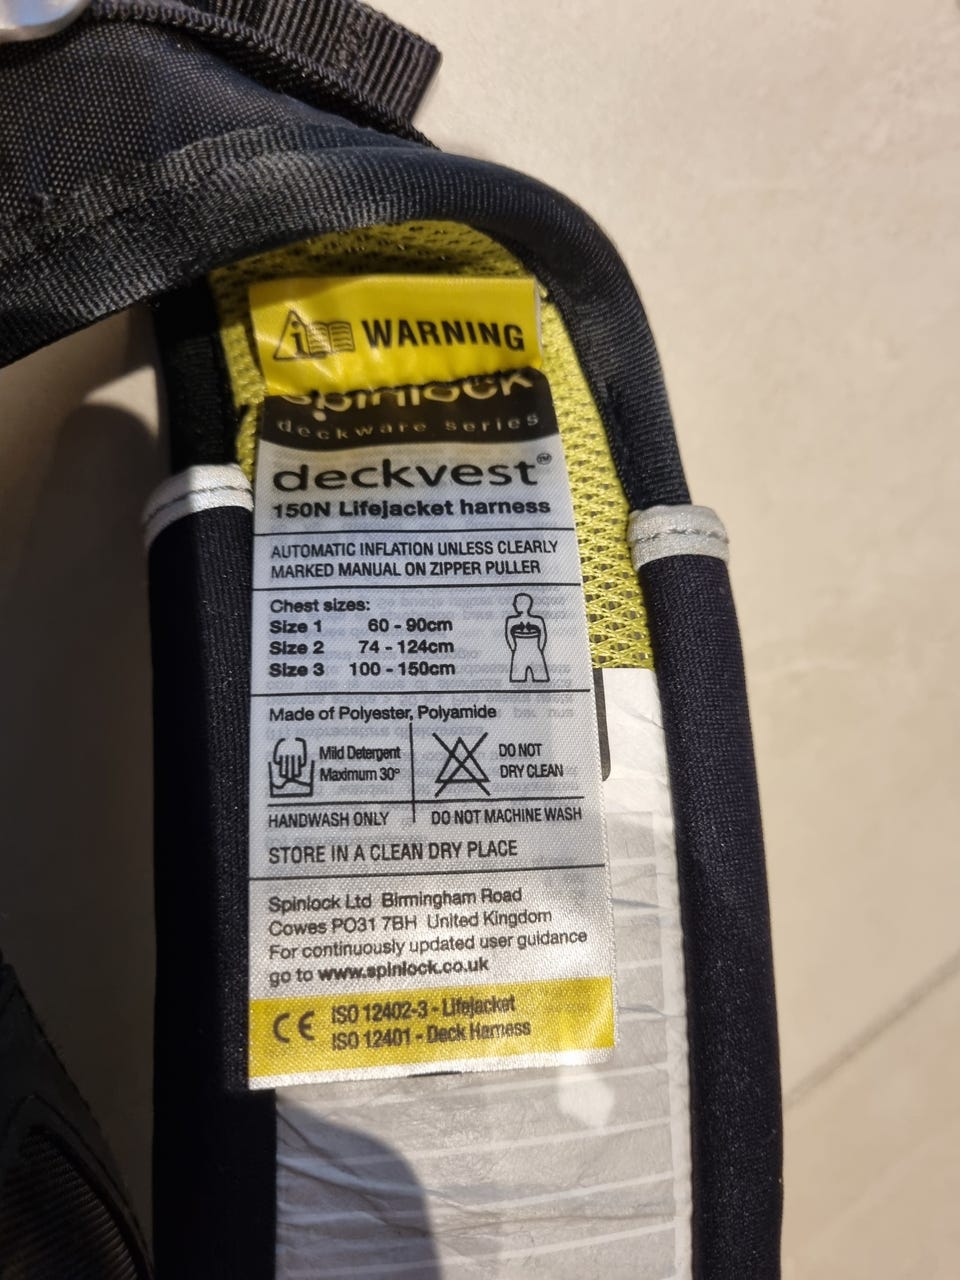 WARNING
spinlock
deckware series
deckvest™
150N Lifejacket harness
AUTOMATIC INFLATION UNLESS CLEARLY
MARKED MANUAL ON ZIPPER PULLER
Chest sizes:
Size 1 60 - 90cm
Size 2 74 - 124cm
Size 3 100 - 150cm
Made of Polyester, Polyamide
Mild Detergent
Maximum 30°
DO NOT
DRY CLEAN
HANDWASH ONLY
DO NOT MACHINE WASH
STORE IN A CLEAN DRY PLACE
Spinlock Ltd Birmingham Road
Cowes PO31 7BH United Kingdom
For continuously updated user guidance
go to www.spinlock.co.uk
CE ISO 12402-3 - Lifejacket
ISO 12401 - Deck Harness